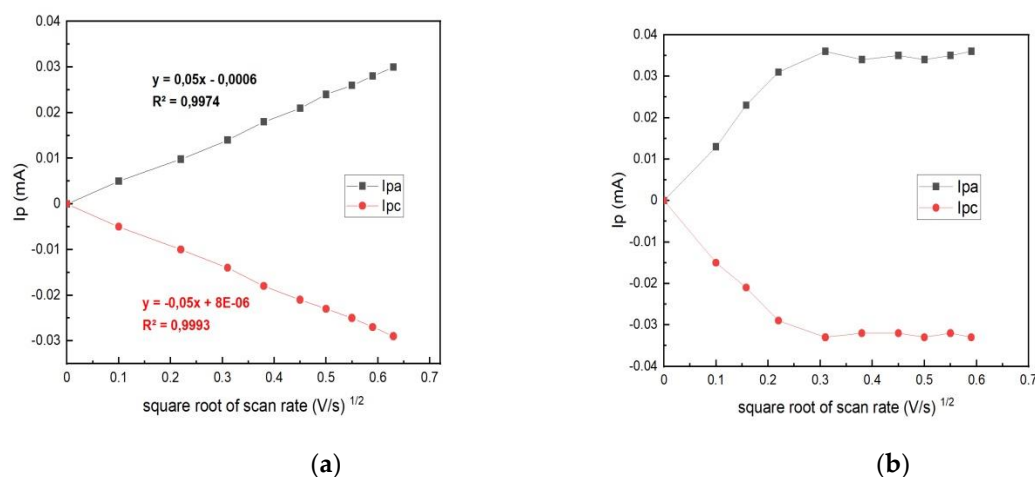 0.04
0.03
0.02
0.01
0
-0.01
-0.02
-0.03
Ip (mA)
y = 0,05x - 0,0006
R² = 0,9974
Ipa
Ipc
y = -0,05x + 8E-06
R² = 0,9993
0 0.1 0.2 0.3 0.4 0.5 0.6 0.7
square root of scan rate (V/s) 1/2
(a)
0.04
0.03
0.02
0.01
0
-0.01
-0.02
-0.03
-0.04
Ip (mA)
Ipa
Ipc
0 0.1 0.2 0.3 0.4 0.5 0.6 0.7
square root of scan rate (V/s) 1/2
(b)